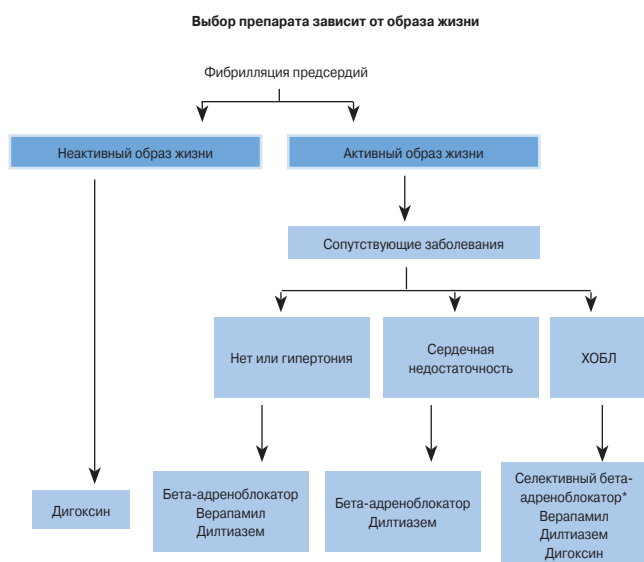 Выбор препарата зависит от образа жизни
Фибрилляция предсердий
Неактивный образ жизни
Активный образ жизни
Сопутствующие заболевания
Нет или гипертония
Сердечная
недостаточность
ХОБЛ
Дигоксин
Бета-адреноблокатор
Верапамил
Дилтиазем
Бета-адреноблокатор
Дилтиазем
Селективный бета-
адреноблокатор*
Верапамил
Дилтиазем
Дигоксин